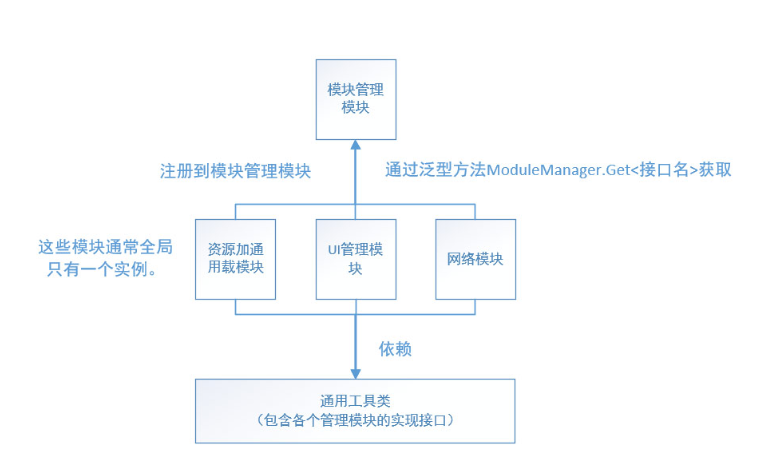 模块管理
模块
注册到模块管理模块
通过泛型方法ModuleManager.Get<接口名>获取
这些模块通常全局
只有一个实例。
资源加通
用载模块
UI管理模
块
网络模块
依赖
通用工具类
（包含各个管理模块的实现接口）